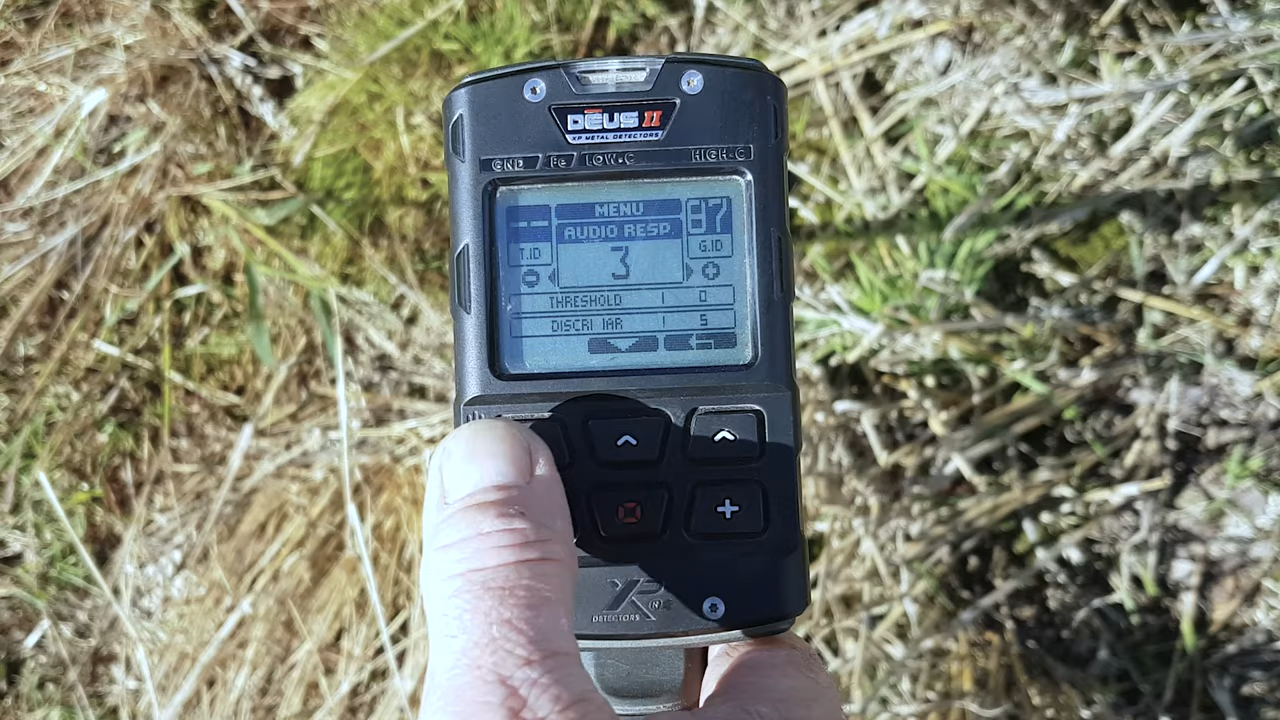 DĒUS II
XP METAL DETECTORS
GND Fe LOW-C HIGH-C
MENU
-- 87
AUDIO RESP.
T.ID 3 G.ID
THRESHOLD 0
DISCRI IAR 5
XP
DETECTORS